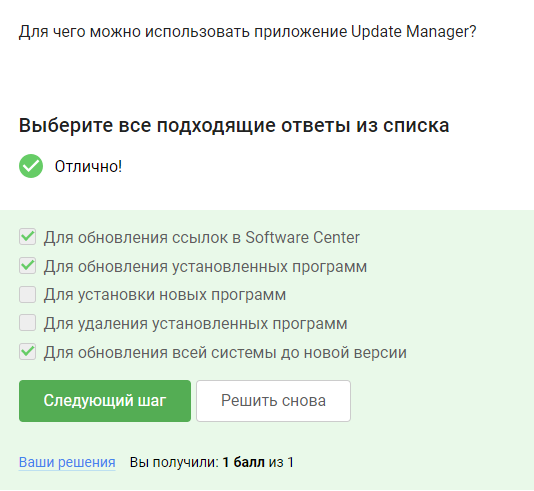 Для чего можно использовать приложение Update Manager?
Выберите все подходящие ответы из списка
Отлично!
Для обновления ссылок в Software Center
Для обновления установленных программ
Для установки новых программ
Для удаления установленных программ
Для обновления всей системы до новой версии
Следующий шаг
Решить снова
Ваши решения Вы получили: 1 балл из 1